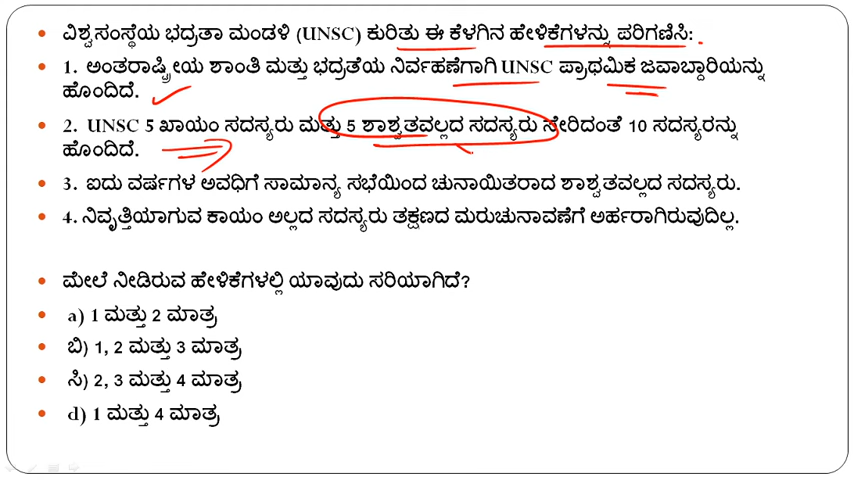 • ವಿಶ್ವಸಂಸ್ಥೆಯ ಭದ್ರತಾ ಮಂಡಳಿ (UNSC) ಕುರಿತು ಈ ಕೆಳಗಿನ ಹೇಳಿಕೆಗಳನ್ನು ಪರಿಗಣಿಸಿ:
• 1. ಅಂತರಾಷ್ಟ್ರೀಯ ಶಾಂತಿ ಮತ್ತು ಭದ್ರತೆಯ ನಿರ್ವಹಣೆಗಾಗಿ UNSC ಪ್ರಾಥಮಿಕ ಜವಾಬ್ದಾರಿಯನ್ನು
ಹೊಂದಿದೆ.
• 2. UNSC 5 ಖಾಯಂ ಸದಸ್ಯರು ಮತ್ತು 5 ಶಾಶ್ವತವಲ್ಲದ ಸದಸ್ಯರು ಸೇರಿದಂತೆ 10 ಸದಸ್ಯರನ್ನು
ಹೊಂದಿದೆ.
• 3. ಐದು ವರ್ಷಗಳ ಅವಧಿಗೆ ಸಾಮಾನ್ಯ ಸಭೆಯಿಂದ ಚುನಾಯಿತರಾದ ಶಾಶ್ವತವಲ್ಲದ ಸದಸ್ಯರು.
• 4. ನಿವೃತ್ತಿಯಾಗುವ ಕಾಯಂ ಅಲ್ಲದ ಸದಸ್ಯರು ತಕ್ಷಣದ ಮರುಚುನಾವಣೆಗೆ ಅರ್ಹರಾಗಿರುವುದಿಲ್ಲ.
• ಮೇಲೆ ನೀಡಿರುವ ಹೇಳಿಕೆಗಳಲ್ಲಿ ಯಾವುದು ಸರಿಯಾಗಿದೆ?
• a) 1 ಮತ್ತು 2 ಮಾತ್ರ
• ಬಿ) 1, 2 ಮತ್ತು 3 ಮಾತ್ರ
• ಸಿ) 2, 3 ಮತ್ತು 4 ಮಾತ್ರ
• d) 1 ಮತ್ತು 4 ಮಾತ್ರ